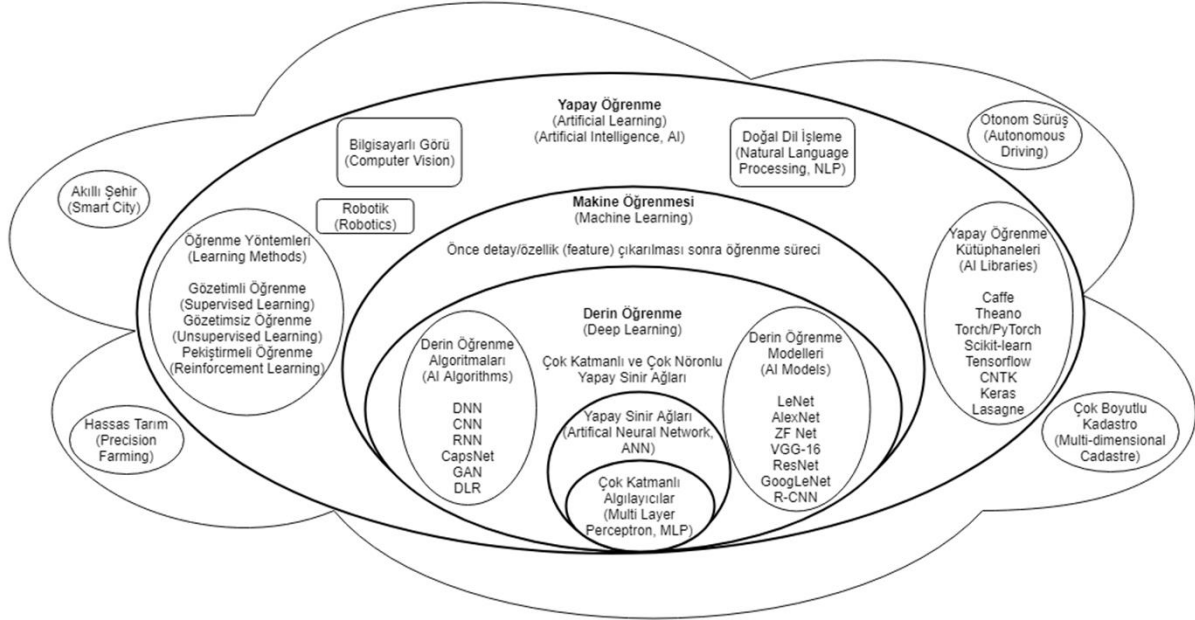 Yapay Öğrenme
(Artificial Learning)
(Artificial Intelligence, AI)
Bilgisayarlı Görü
(Computer Vision)
Doğal Dil İşleme
(Natural Language
Processing, NLP)
Otonom Sürüş
(Autonomous
Driving)
Akıllı Şehir
(Smart City)
Robotik
(Robotics)
Makine Öğrenmesi
(Machine Learning)
Önce detay/özellik (feature) çıkarılması sonra öğrenme süreci
Öğrenme Yöntemleri
(Learning Methods)
Gözetimli Öğrenme
(Supervised Learning)
Gözetimsiz Öğrenme
(Unsupervised Learning)
Pekiştirmeli Öğrenme
(Reinforcement Learning)
Yapay Öğrenme
Kütüphaneleri
(AI Libraries)
Caffe
Theano
Torch/PyTorch
Scikit-learn
Tensorflow
CNTK
Keras
Lasagne
Derin Öğrenme
(Deep Learning)
Çok Katmanlı ve Çok Nöronlu
Yapay Sinir Ağları
Derin Öğrenme
Algoritmaları
(AI Algorithms)
DNN
CNN
RNN
CapsNet
GAN
DLR
Derin Öğrenme
Modelleri
(AI Models)
LeNet
AlexNet
ZF Net
VGG-16
ResNet
GoogLeNet
R-CNN
Yapay Sinir Ağları
(Artifical Neural Network,
ANN)
Çok Katmanlı
Algılayıcılar
(Multi Layer
Perceptron, MLP)
Hassas Tarım
(Precision
Farming)
Çok Boyutlu
Kadastro
(Multi-dimensional
Cadastre)